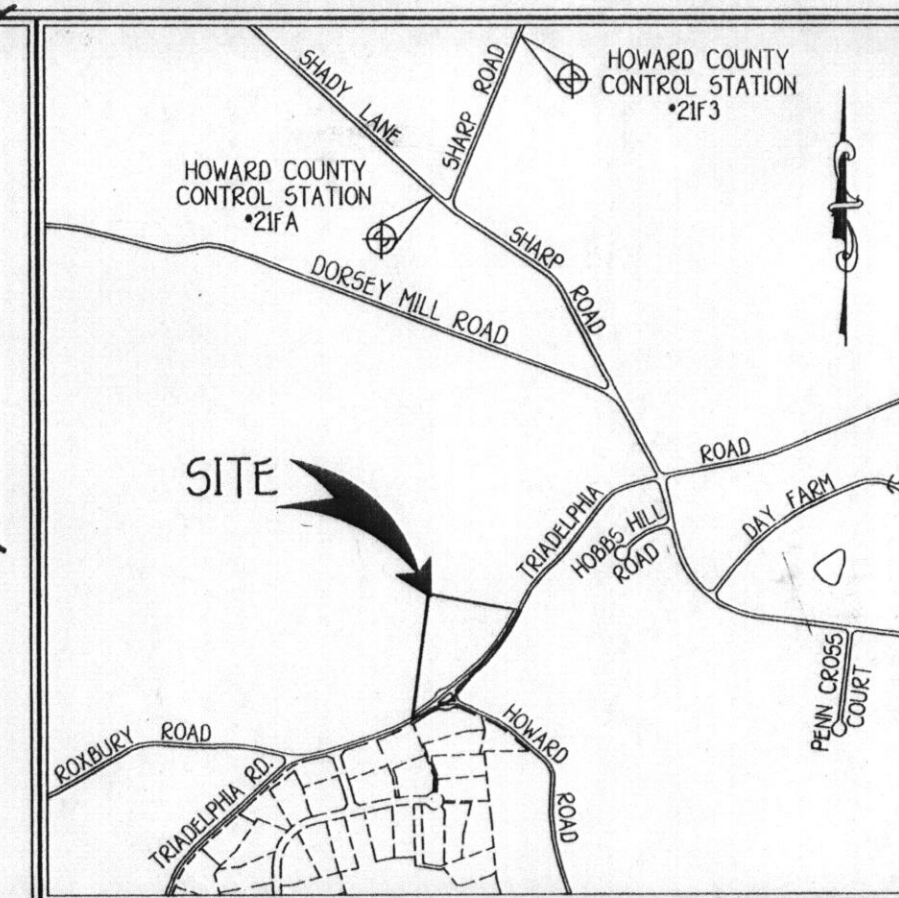 SHADY LANE
SHARP ROAD
HOWARD COUNTY
CONTROL STATION
•21F3
HOWARD COUNTY
CONTROL STATION
•21FA
SHARP ROAD
DORSEY MILL ROAD
SITE
TRIADELPHIA ROAD
HOBBS HILL
ROAD
DAY FARM
PENN CROSS
COURT
HOWARD ROAD
ROXBURY ROAD
TRIADELPHIA RD.